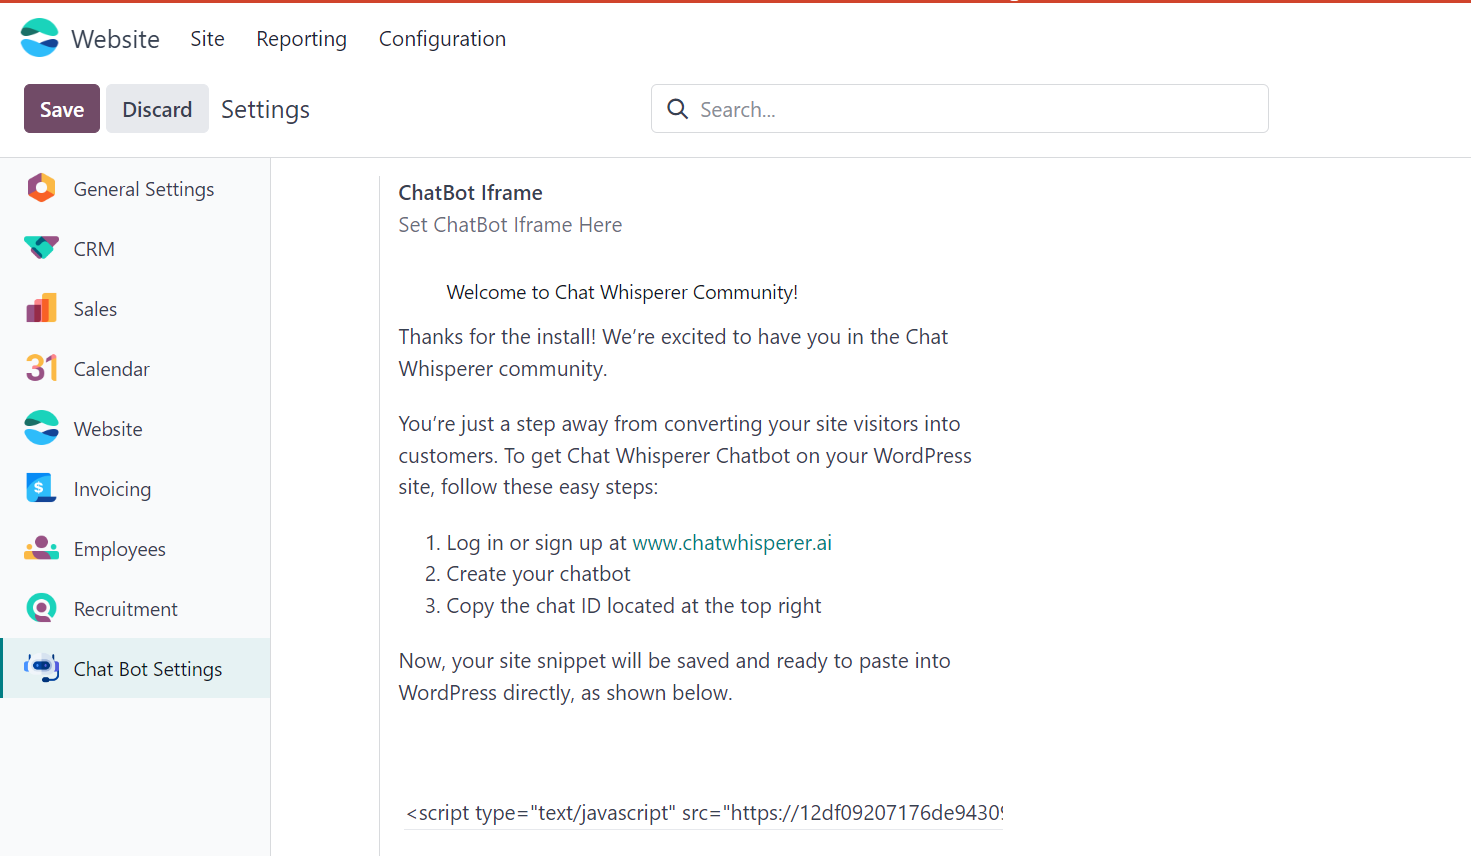 Website Site Reporting Configuration
Save Discard Settings Search...
General Settings
CRM
Sales
31 Calendar
Website
$ Invoicing
Employees
Recruitment
Chat Bot Settings
ChatBot Iframe
Set ChatBot Iframe Here
Welcome to Chat Whisperer Community!
Thanks for the install! We’re excited to have you in the Chat
Whisperer community.
You’re just a step away from converting your site visitors into
customers. To get Chat Whisperer Chatbot on your WordPress
site, follow these easy steps:
1. Log in or sign up at www.chatwhisperer.ai
2. Create your chatbot
3. Copy the chat ID located at the top right
Now, your site snippet will be saved and ready to paste into
WordPress directly, as shown below.
<script type="text/javascript" src="https://12df09207176de94309